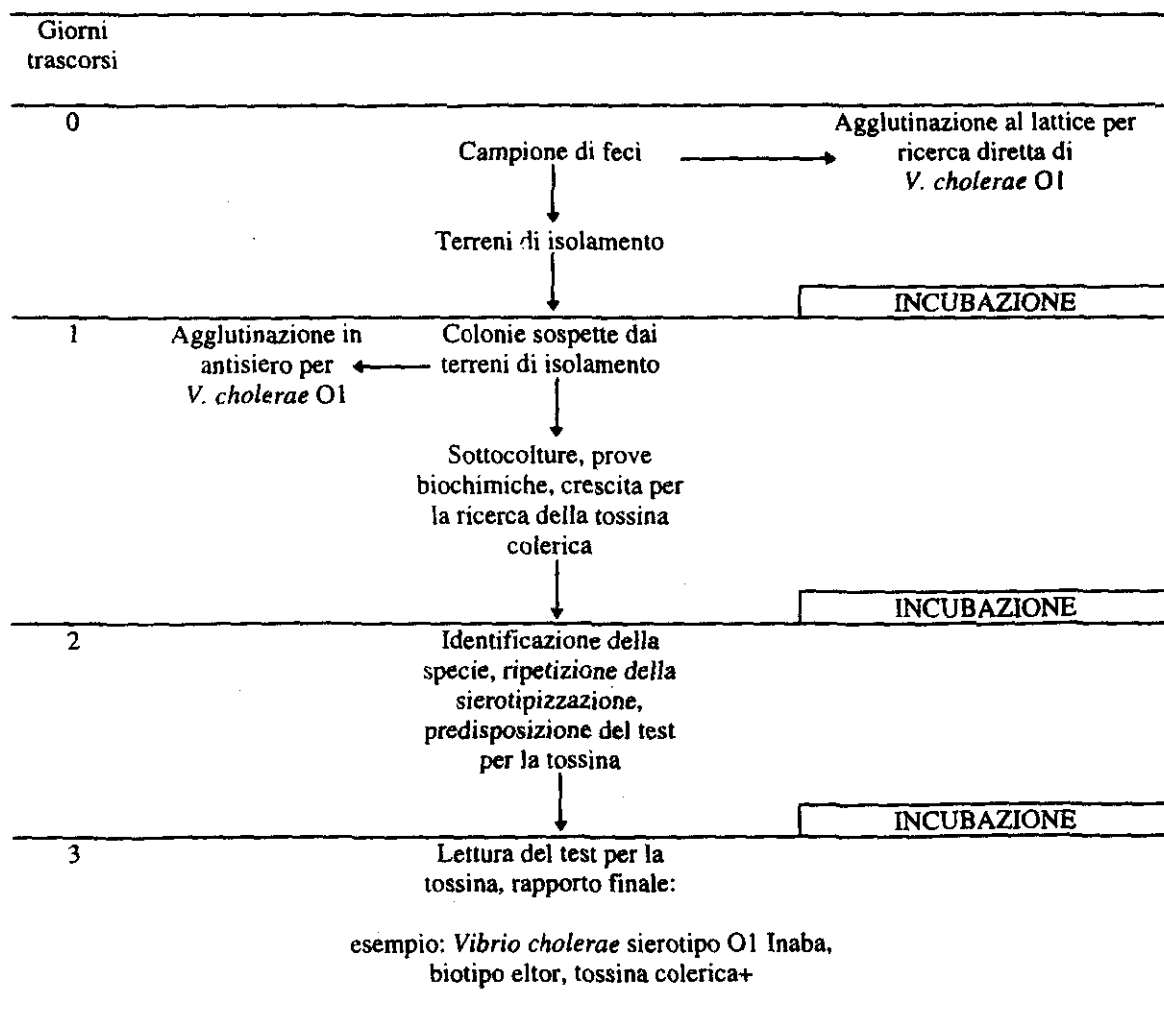 Giorni
trascorsi
0
Agglutinazione al lattice per
ricerca diretta di
V. cholerae O1
Campione di feci
Terreni di isolamento
INCUBAZIONE
1
Agglutinazione in
antisiero per
V. cholerae O1
Colonie sospette dai
terreni di isolamento
Sottocolture, prove
biochimiche, crescita per
la ricerca della tossina
colerica
INCUBAZIONE
2
Identificazione della
specie, ripetizione della
sierotipizzazione,
predisposizione del test
per la tossina
INCUBAZIONE
3
Lettura del test per la
tossina, rapporto finale:
esempio: Vibrio cholerae sierotipo O1 Inaba,
biotipo eltor, tossina colerica+